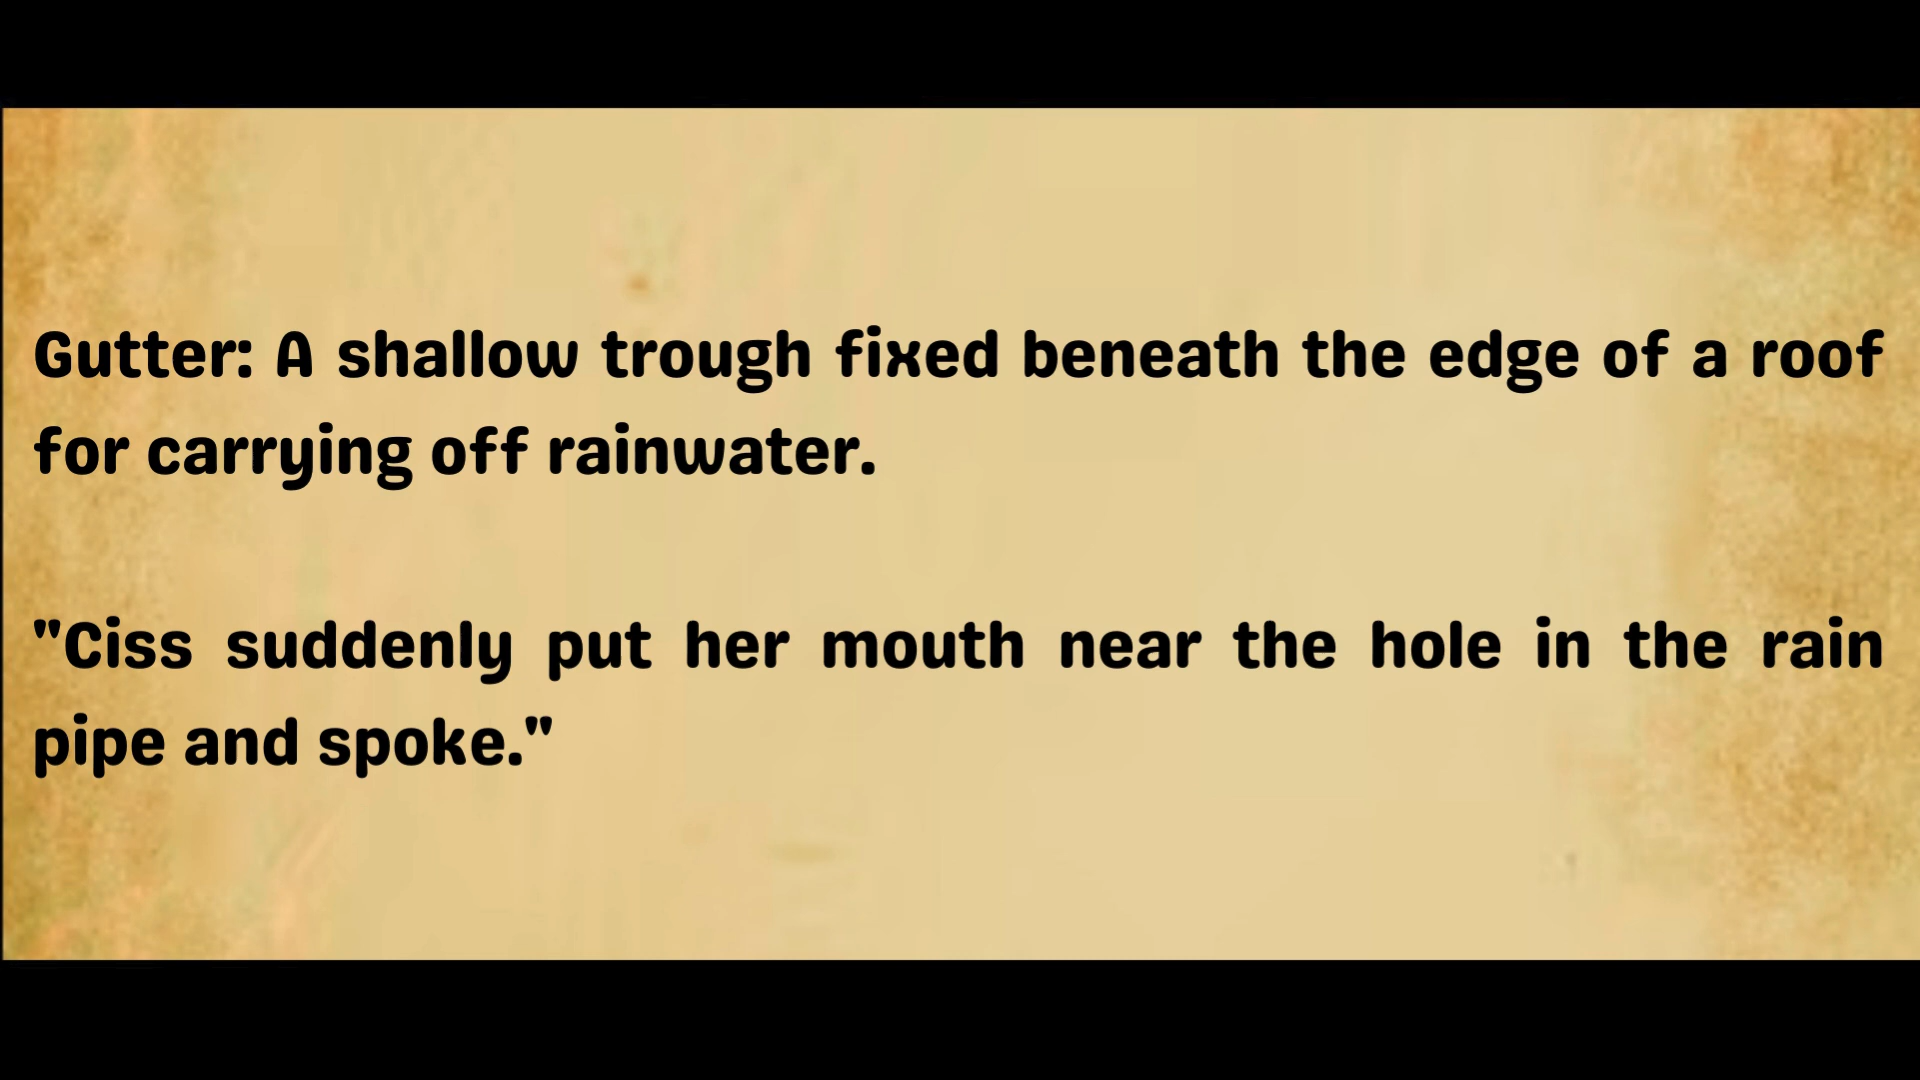 Gutter: A shallow trough fixed beneath the edge of a roof
for carrying off rainwater.
"Ciss suddenly put her mouth near the hole in the rain
pipe and spoke."